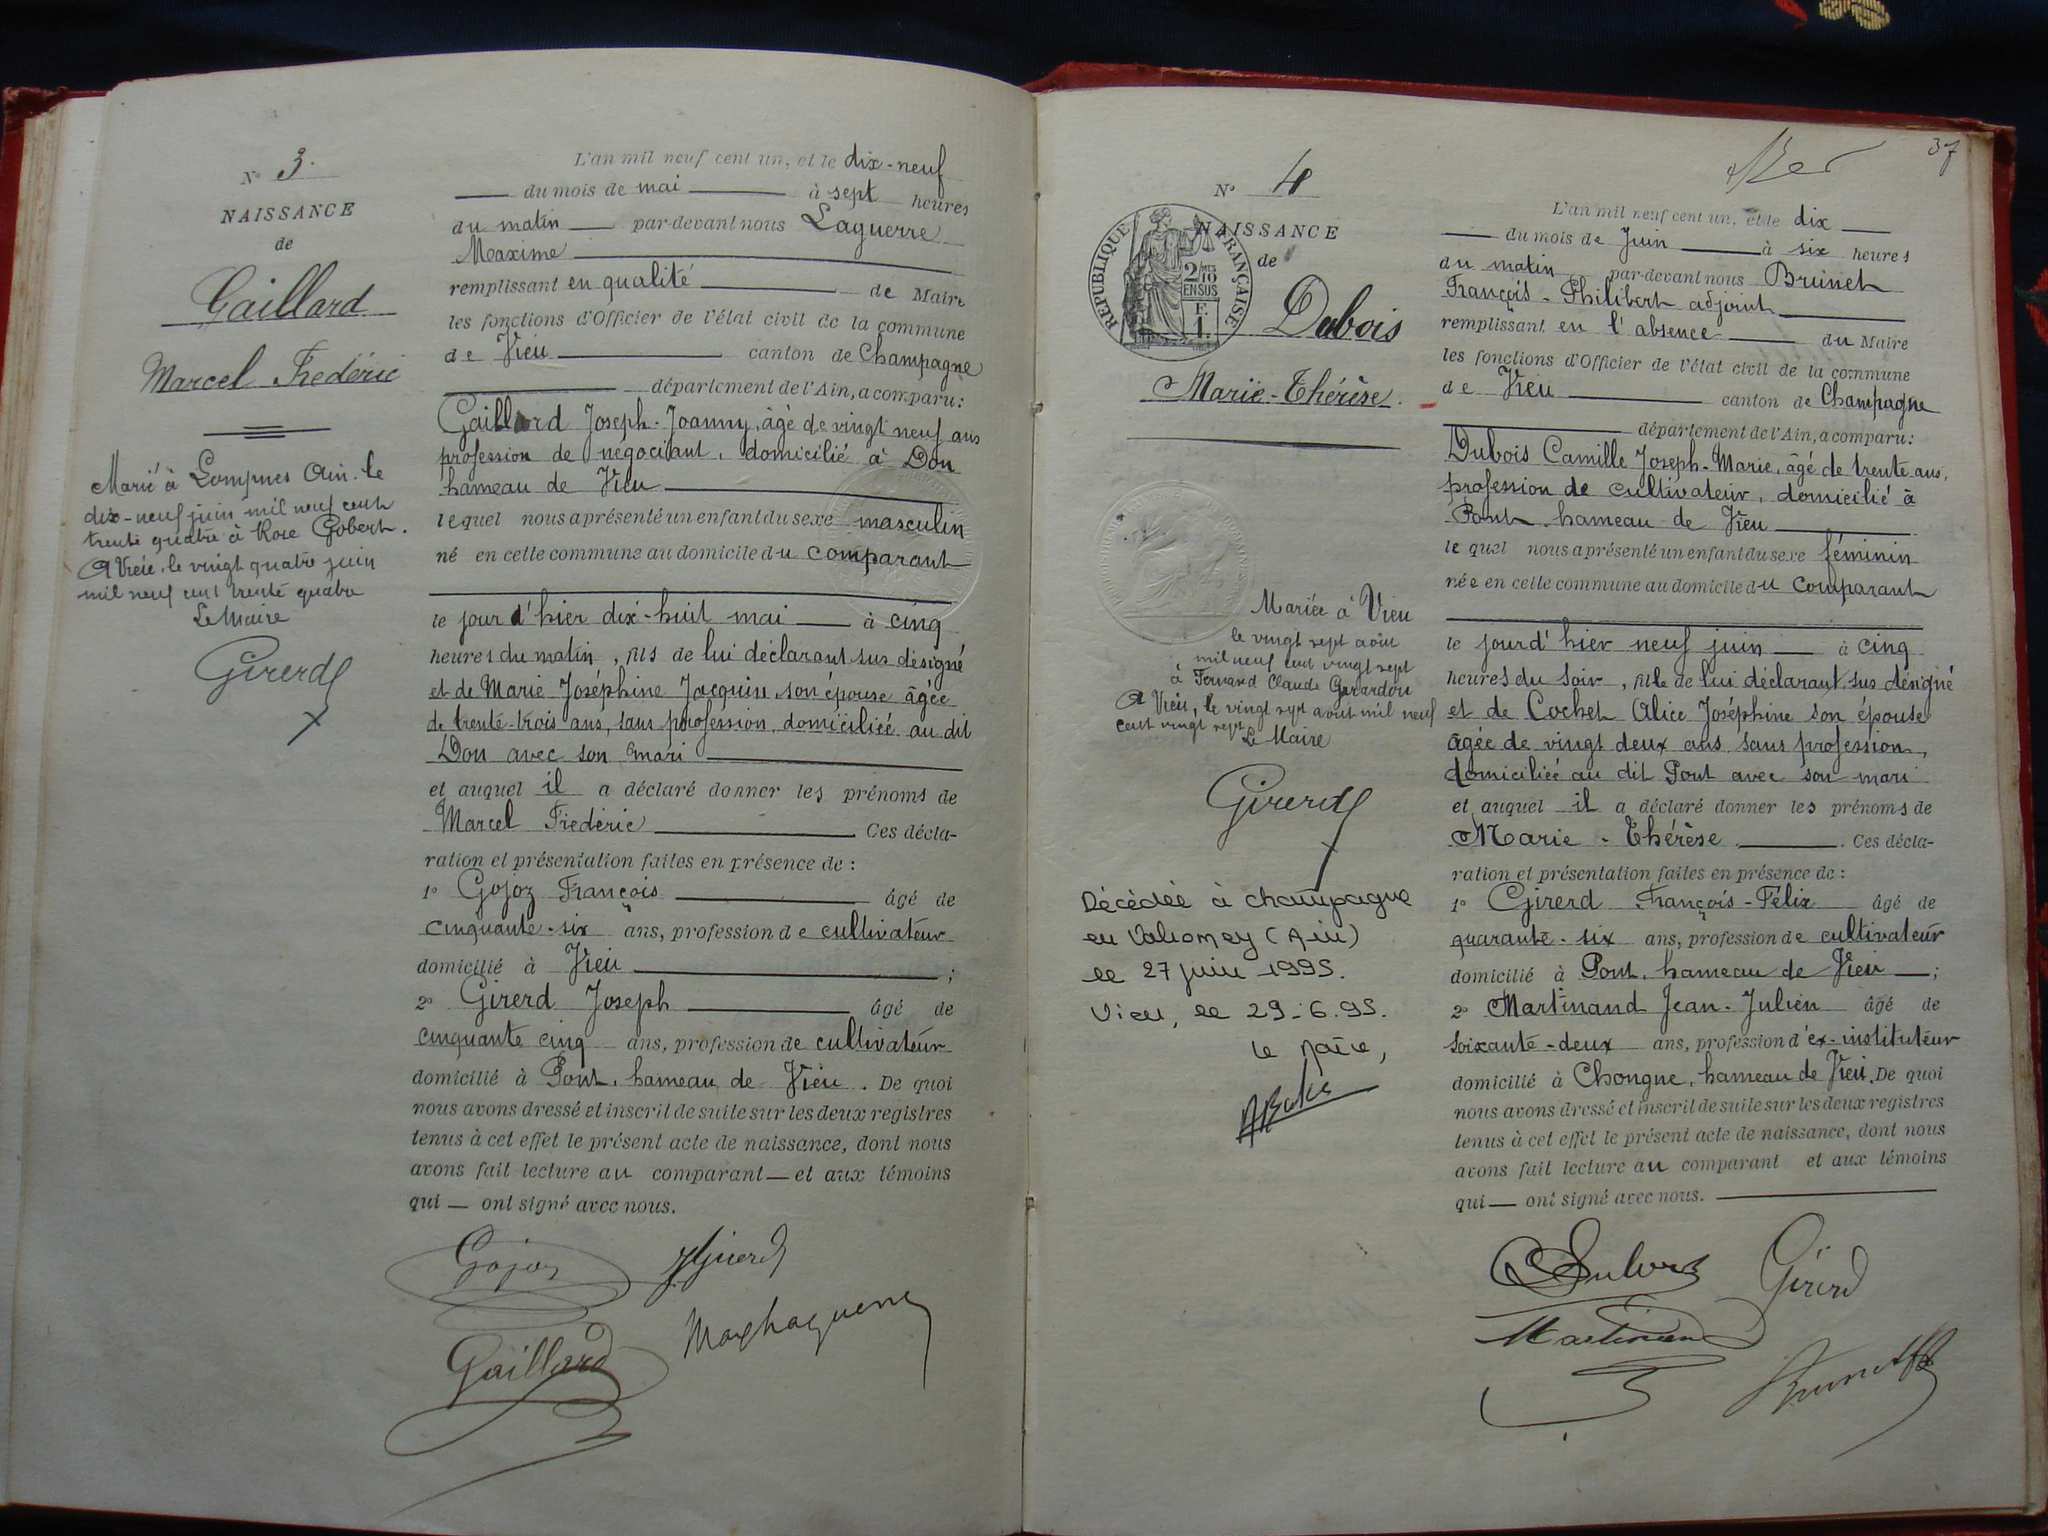 N° 3.
NAISSANCE
de
Gaillard
Marcel Frédéric
Marié à Lompnes Ain. le
dix-neuf juin mil neuf cent
trente quatre à Rose Gobert.
A Vieu, le vingt quatre juin
mil neuf cent trente quatre
Le Maire
Girerd
L'an mil neuf cent un, et le dix-neuf
du mois de mai à sept heures
du matin par-devant nous Laguerre
Maxime
remplissant en qualité de Maire
les fonctions d'Officier de l'état civil de la commune
de Vieu canton de Champagne
département de l'Ain, a comparu:
Gaillard Joseph-Joanny, âgé de vingt neuf ans
profession de négociant, domicilié à Don
hameau de Vieu
lequel nous a présenté un enfant du sexe masculin
né en cette commune au domicile du comparant
le jour d'hier dix-huit mai à cinq
heures du matin, fils de lui déclarant sus désigné
et de Marie Joséphine Jacquin son épouse âgée
de trente-trois ans, sans profession, domiciliée au dit
Don avec son mari
et auquel il a déclaré donner les prénoms de
Marcel Frédéric Ces décla-
ration et présentation faites en présence de :
1° Gojoz François âgé de
cinquante-six ans, profession de cultivateur
domicilié à Vieu ;
2° Girerd Joseph âgé de
cinquante cinq ans, profession de cultivateur
domicilié à Pont, hameau de Vieu. De quoi
nous avons dressé et inscrit de suite sur les deux registres
tenus à cet effet le présent acte de naissance, dont nous
avons fait lecture au comparant et aux témoins
qui ont signé avec nous.
Gojoz JGirerd
Gaillard Max Laguerre
37
N° 4
REPUBLIQUE FRANÇAISE
2/10 EN SUS
F. 1.
NAISSANCE
de
Dubois
Marie-Thérèse.
Mariée à Vieu
le vingt sept août
mil neuf cent vingt sept
à Fernand Claude Gérardon
A Vieu, le vingt sept août mil neuf
cent vingt sept
Le Maire
Girerd
Décédée à Champagne
en Valromey (Ain)
le 27 juin 1995.
Vieu, le 29.6.95.
Le Maire,
L'an mil neuf cent un, et le dix
du mois de Juin à six heures
du matin par-devant nous Brunet
François-Philibert adjoint
remplissant en l'absence du Maire
les fonctions d'Officier de l'état civil de la commune
de Vieu canton de Champagne
département de l'Ain, a comparu:
Dubois Camille Joseph-Marie, âgé de trente ans,
profession de cultivateur, domicilié à
Pont, hameau de Vieu
lequel nous a présenté un enfant du sexe féminin
née en cette commune au domicile du comparant
le jour d'hier neuf juin à cinq
heures du soir, fille de lui déclarant sus désigné
et de Cochet Alice Joséphine son épouse
âgée de vingt deux ans sans profession,
domiciliée au dit Pont avec son mari
et auquel il a déclaré donner les prénoms de
Marie-Thérèse. Ces décla-
ration et présentation faites en présence de :
1° Girerd François-Félix âgé de
quarante-six ans, profession de cultivateur
domicilié à Pont, hameau de Vieu ;
2° Martinand Jean-Julien âgé de
soixante-deux ans, profession d'ex-instituteur
domicilié à Chongne, hameau de Vieu. De quoi
nous avons dressé et inscrit de suite sur les deux registres
tenus à cet effet le présent acte de naissance, dont nous
avons fait lecture au comparant et aux témoins
qui ont signé avec nous.
CDubois Girerd
Martinand
Brunet